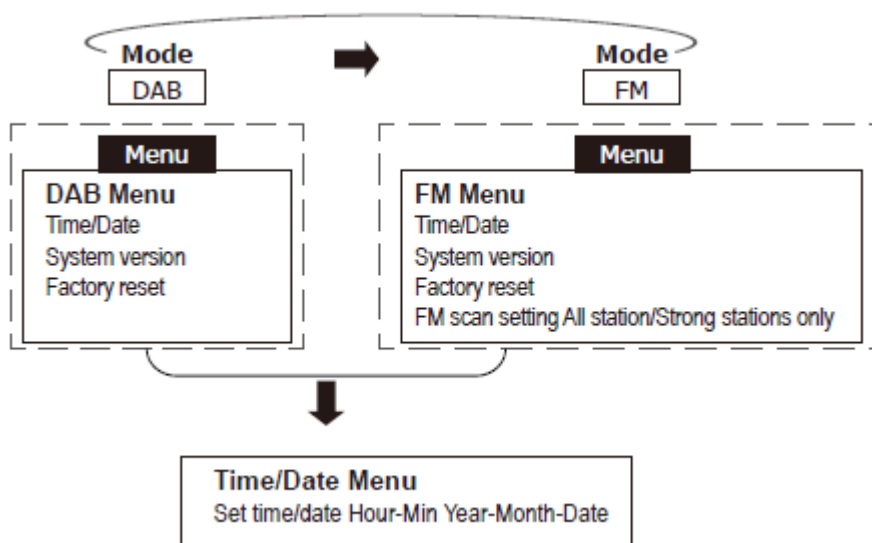 Mode
DAB
Mode
FM
Menu
DAB Menu
Time/Date
System version
Factory reset
Menu
FM Menu
Time/Date
System version
Factory reset
FM scan setting All station/Strong stations only
Time/Date Menu
Set time/date Hour-Min Year-Month-Date